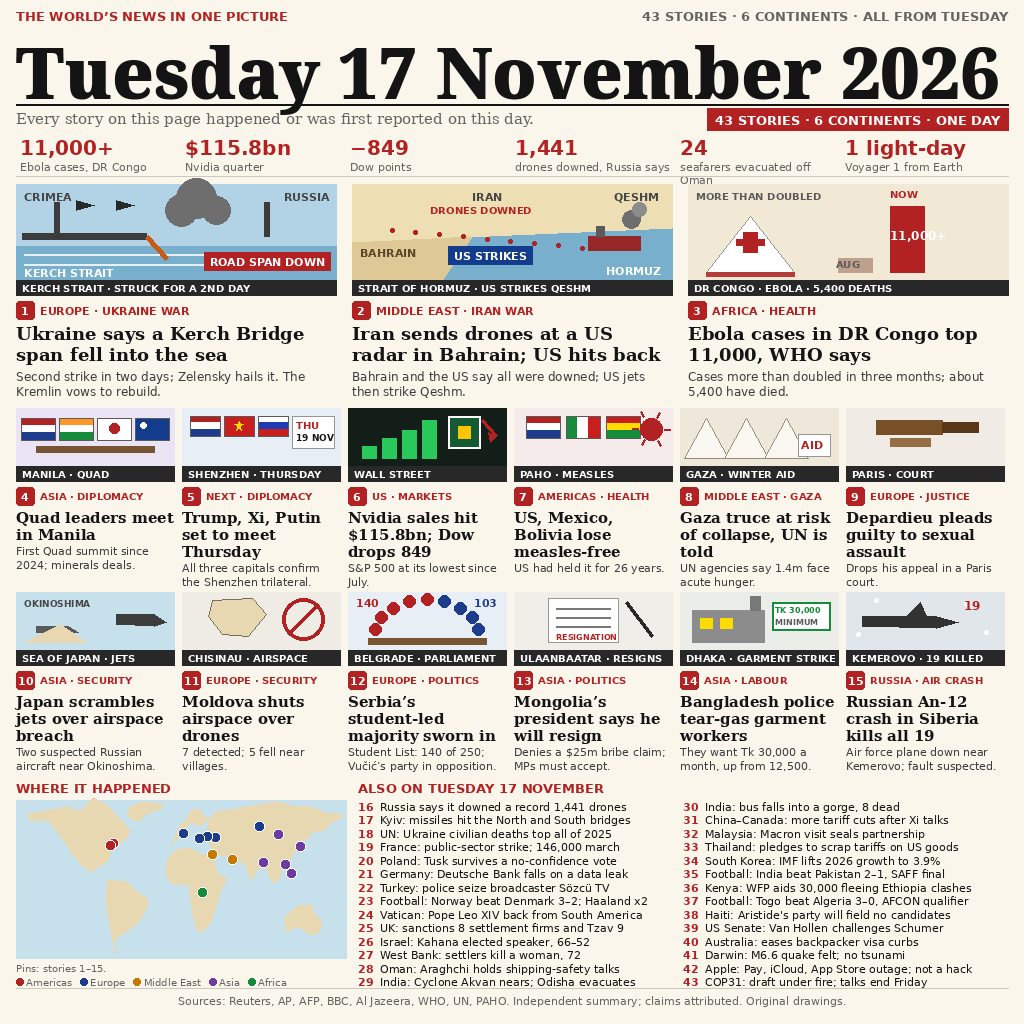 THE WORLD’S NEWS IN ONE PICTURE
43 STORIES · 6 CONTINENTS · ALL FROM TUESDAY
Tuesday 17 November 2026
Every story on this page happened or was first reported on this day.
43 STORIES · 6 CONTINENTS · ONE DAY
11,000+
Ebola cases, DR Congo
$115.8bn
Nvidia quarter
−849
Dow points
1,441
drones downed, Russia says
24
seafarers evacuated off
Oman
1 light-day
Voyager 1 from Earth
CRIMEA
RUSSIA
ROAD SPAN DOWN
KERCH STRAIT
KERCH STRAIT · STRUCK FOR A 2ND DAY
IRAN
QESHM
DRONES DOWNED
BAHRAIN
US STRIKES
HORMUZ
STRAIT OF HORMUZ · US STRIKES QESHM
MORE THAN DOUBLED
NOW
11,000+
AUG
DR CONGO · EBOLA · 5,400 DEATHS
1 EUROPE · UKRAINE WAR
Ukraine says a Kerch Bridge
span fell into the sea
Second strike in two days; Zelensky hails it. The
Kremlin vows to rebuild.
2 MIDDLE EAST · IRAN WAR
Iran sends drones at a US
radar in Bahrain; US hits back
Bahrain and the US say all were downed; US jets
then strike Qeshm.
3 AFRICA · HEALTH
Ebola cases in DR Congo top
11,000, WHO says
Cases more than doubled in three months; about
5,400 have died.
MANILA · QUAD
4 ASIA · DIPLOMACY
Quad leaders meet
in Manila
First Quad summit since
2024; minerals deals.
THU
19 NOV
SHENZHEN · THURSDAY
5 NEXT · DIPLOMACY
Trump, Xi, Putin
set to meet
Thursday
All three capitals confirm
the Shenzhen trilateral.
WALL STREET
6 US · MARKETS
Nvidia sales hit
$115.8bn; Dow
drops 849
S&P 500 at its lowest since
July.
PAHO · MEASLES
7 AMERICAS · HEALTH
US, Mexico,
Bolivia lose
measles-free
US had held it for 26 years.
AID
GAZA · WINTER AID
8 MIDDLE EAST · GAZA
Gaza truce at risk
of collapse, UN is
told
UN agencies say 1.4m face
acute hunger.
PARIS · COURT
9 EUROPE · JUSTICE
Depardieu pleads
guilty to sexual
assault
Drops his appeal in a Paris
court.
OKINOSHIMA
SEA OF JAPAN · JETS
10 ASIA · SECURITY
Japan scrambles
jets over airspace
breach
Two suspected Russian
aircraft near Okinoshima.
CHISINAU · AIRSPACE
11 EUROPE · SECURITY
Moldova shuts
airspace over
drones
7 detected; 5 fell near
villages.
140
103
BELGRADE · PARLIAMENT
12 EUROPE · POLITICS
Serbia’s
student-led
majority sworn in
Student List: 140 of 250;
Vučić’s party in opposition.
RESIGNATION
ULAANBAATAR · RESIGNS
13 ASIA · POLITICS
Mongolia’s
president says he
will resign
Denies a $25m bribe claim;
MPs must accept.
TK 30,000
MINIMUM
DHAKA · GARMENT STRIKE
14 ASIA · LABOUR
Bangladesh police
tear-gas garment
workers
They want Tk 30,000 a
month, up from 12,500.
19
KEMEROVO · 19 KILLED
15 RUSSIA · AIR CRASH
Russian An-12
crash in Siberia
kills all 19
Air force plane down near
Kemerovo; fault suspected.
WHERE IT HAPPENED
Pins: stories 1–15.
Americas Europe Middle East Asia Africa
ALSO ON TUESDAY 17 NOVEMBER
16 Russia says it downed a record 1,441 drones
17 Kyiv: missiles hit the North and South bridges
18 UN: Ukraine civilian deaths top all of 2025
19 France: public-sector strike; 146,000 march
20 Poland: Tusk survives a no-confidence vote
21 Germany: Deutsche Bank falls on a data leak
22 Turkey: police seize broadcaster Sözcü TV
23 Football: Norway beat Denmark 3–2; Haaland x2
24 Vatican: Pope Leo XIV back from South America
25 UK: sanctions 8 settlement firms and Tzav 9
26 Israel: Kahana elected speaker, 66–52
27 West Bank: settlers kill a woman, 72
28 Oman: Araghchi holds shipping-safety talks
29 India: Cyclone Akvan nears; Odisha evacuates
30 India: bus falls into a gorge, 8 dead
31 China–Canada: more tariff cuts after Xi talks
32 Malaysia: Macron visit seals partnership
33 Thailand: pledges to scrap tariffs on US goods
34 South Korea: IMF lifts 2026 growth to 3.9%
35 Football: India beat Pakistan 2–1, SAFF final
36 Kenya: WFP aids 30,000 fleeing Ethiopia clashes
37 Football: Togo beat Algeria 3–0, AFCON qualifier
38 Haiti: Aristide's party will field no candidates
39 US Senate: Van Hollen challenges Schumer
40 Australia: eases backpacker visa curbs
41 Darwin: M6.6 quake felt; no tsunami
42 Apple: Pay, iCloud, App Store outage; not a hack
43 COP31: draft under fire; talks end Friday
Sources: Reuters, AP, AFP, BBC, Al Jazeera, WHO, UN, PAHO. Independent summary; claims attributed. Original drawings.